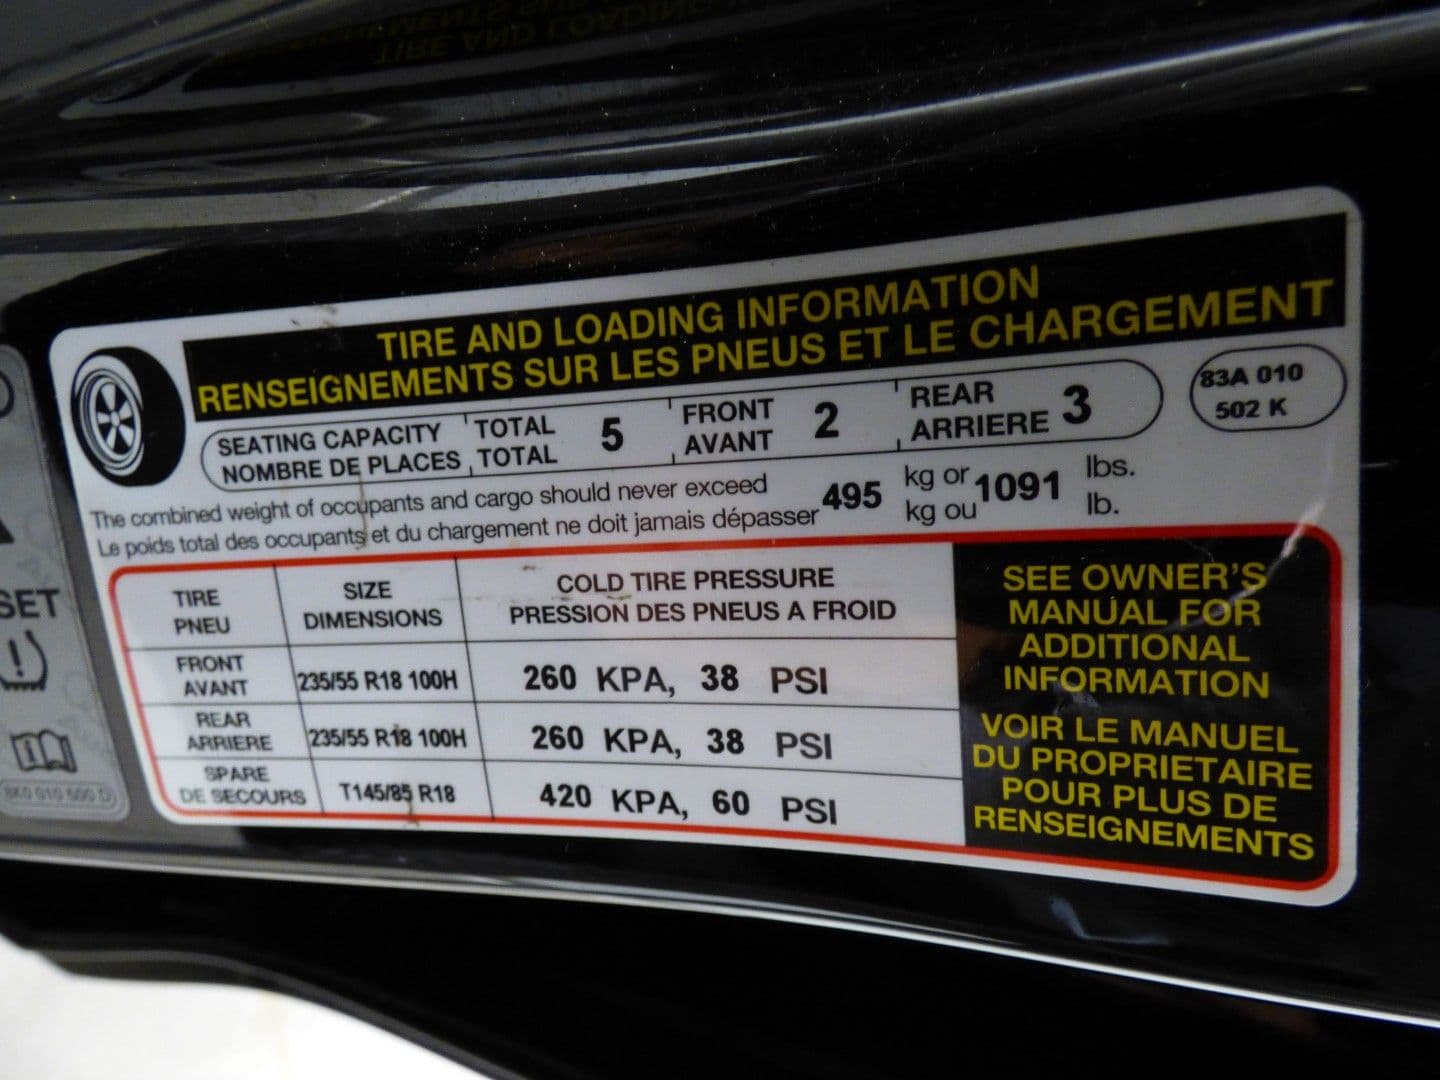 TIRE AND LOADING INFORMATION
RENSEIGNEMENTS SUR LES PNEUS ET LE CHARGEMENT
SEATING CAPACITY TOTAL 5 FRONT 2 REAR 3
NOMBRE DE PLACES TOTAL AVANT ARRIERE
83A 010
502 K
The combined weight of occupants and cargo should never exceed 495 kg or 1091 lbs.
Le poids total des occupants et du chargement ne doit jamais dépasser kg ou lb.
TIRE SIZE COLD TIRE PRESSURE
PNEU DIMENSIONS PRESSION DES PNEUS A FROID
FRONT
AVANT 235/55 R18 100H 260 KPA, 38 PSI
REAR
ARRIERE 235/55 R18 100H 260 KPA, 38 PSI
SPARE
DE SECOURS T145/85 R18 420 KPA, 60 PSI
SEE OWNER'S
MANUAL FOR
ADDITIONAL
INFORMATION
VOIR LE MANUEL
DU PROPRIETAIRE
POUR PLUS DE
RENSEIGNEMENTS
SET
8K0 010 500 D
TIRE AND LOADING